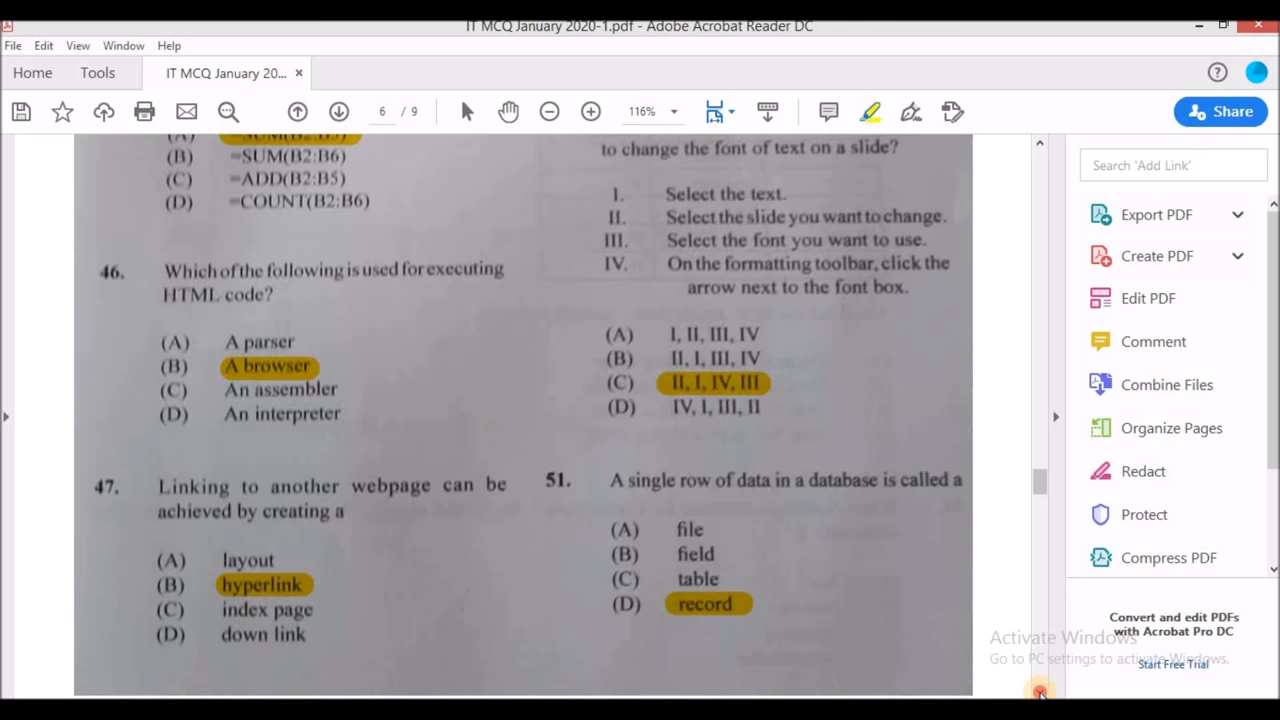 IT MCQ January 2020-1.pdf - Adobe Acrobat Reader DC
File Edit View Window Help
Home Tools IT MCQ January 20... ×
6 / 9 116% Share
(A) =SUM(B2:B5)
(B) =SUM(B2:B6)
(C) =ADD(B2:B5)
(D) =COUNT(B2:B6)
46. Which of the following is used for executing
HTML code?
(A) A parser
(B) A browser
(C) An assembler
(D) An interpreter
47. Linking to another webpage can be
achieved by creating a
(A) layout
(B) hyperlink
(C) index page
(D) down link
to change the font of text on a slide?
I. Select the text.
II. Select the slide you want to change.
III. Select the font you want to use.
IV. On the formatting toolbar, click the
arrow next to the font box.
(A) I, II, III, IV
(B) II, I, III, IV
(C) II, I, IV, III
(D) IV, I, III, II
51. A single row of data in a database is called a
(A) file
(B) field
(C) table
(D) record
Search 'Add Link'
Export PDF
Create PDF
Edit PDF
Comment
Combine Files
Organize Pages
Redact
Protect
Compress PDF
Convert and edit PDFs
with Acrobat Pro DC
Start Free Trial
Activate Windows
Go to PC settings to activate Windows.